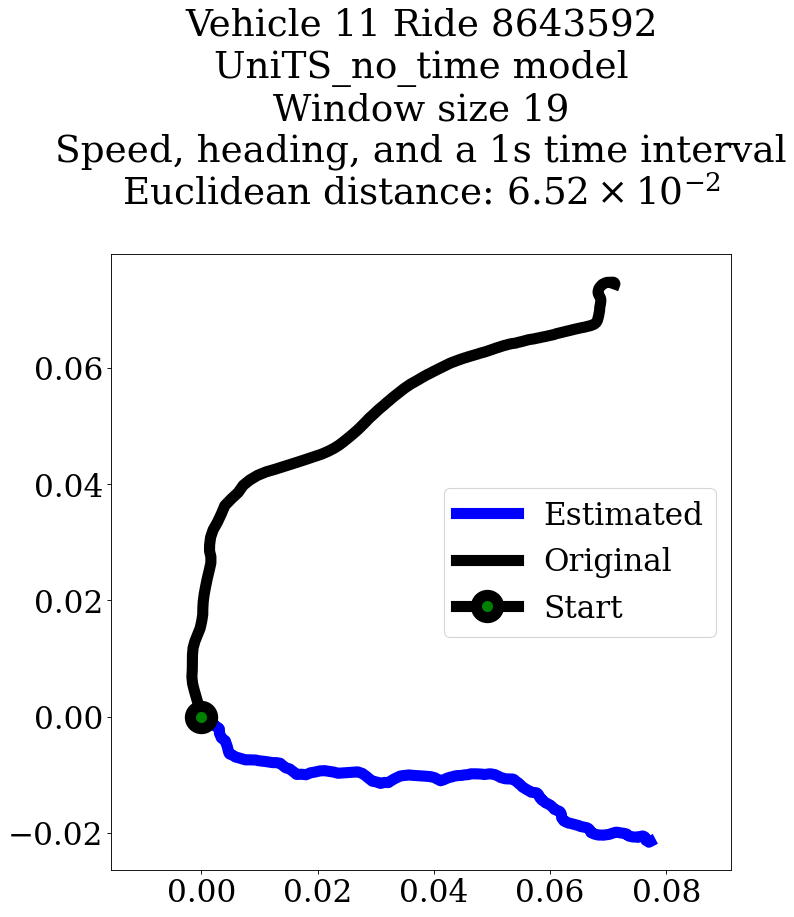 Vehicle 11 Ride 8643592
UniTS_no_time model
Window size 19
Speed, heading, and a 1s time interval
Euclidean distance: 6.52 × 10⁻²
0.06
0.04
Estimated
Original
0.02
Start
0.00
−0.02
0.00 0.02 0.04 0.06 0.08